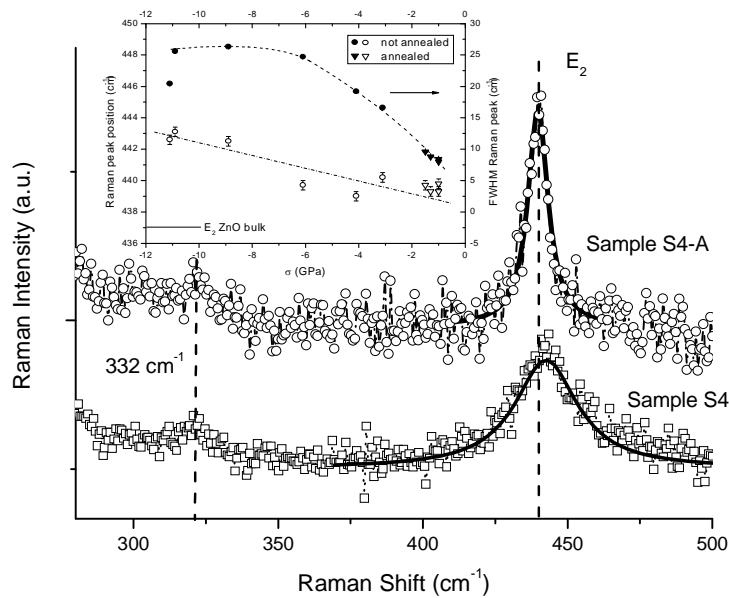 -12 -10 -8 -6 -4 -2 0
450 30
448 25
446 20
444 15
442 10
440 5
438 0
436 -5
-12 -10 -8 -6 -4 -2 0
Raman peak position (cm⁻¹)
FWHM Raman peak (cm⁻¹)
σ (GPa)
not annealed
annealed
E₂ ZnO bulk
E₂
Sample S4-A
332 cm⁻¹
Sample S4
Raman Intensity (a.u.)
300 350 400 450 500
Raman Shift (cm⁻¹)